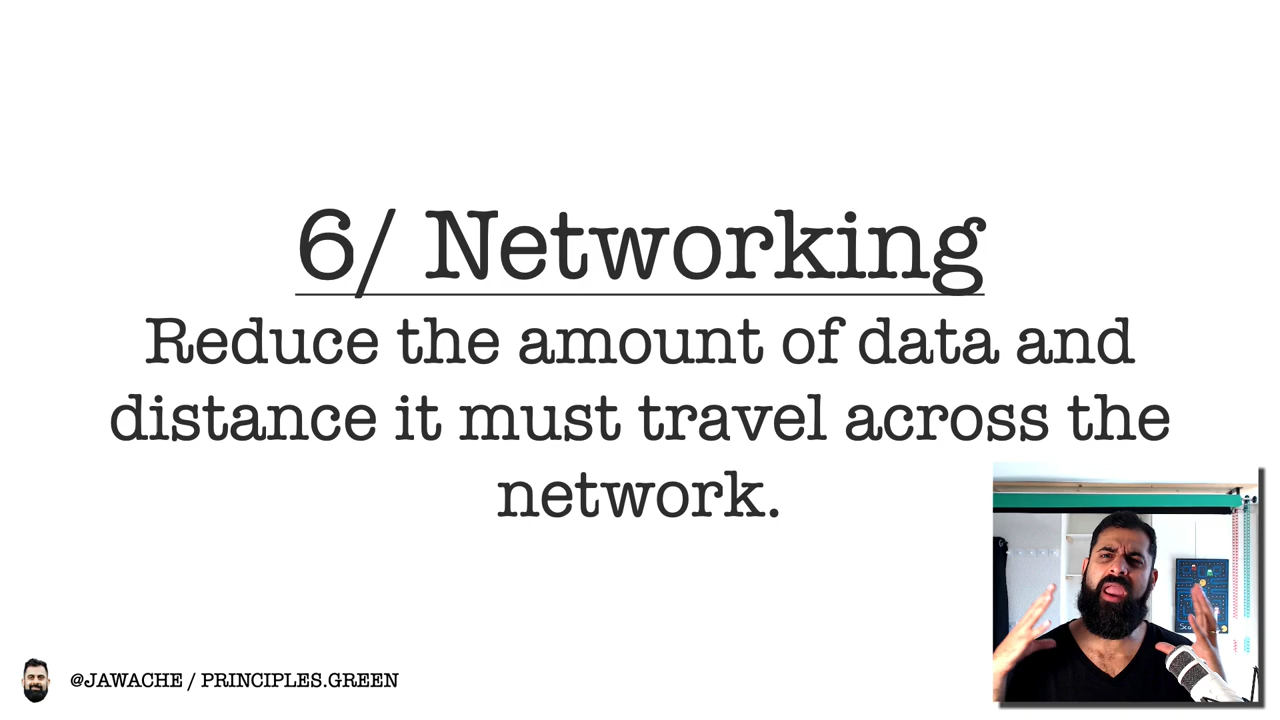 6/ Networking
Reduce the amount of data and
distance it must travel across the
network.
@JAWACHE / PRINCIPLES.GREEN